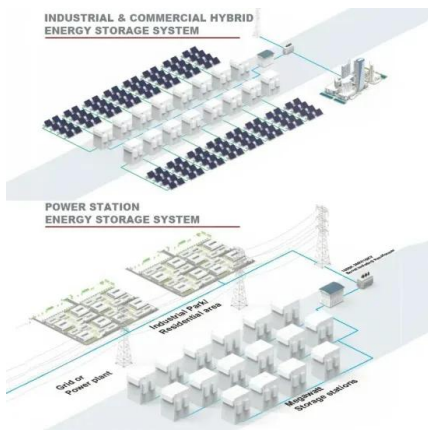 INDUSTRIAL & COMMERCIAL HYBRID
ENERGY STORAGE SYSTEM
POWER STATION
ENERGY STORAGE SYSTEM
Industrial Park/
Residential area
Grid or
Power plant
Megawatt
Storage stations